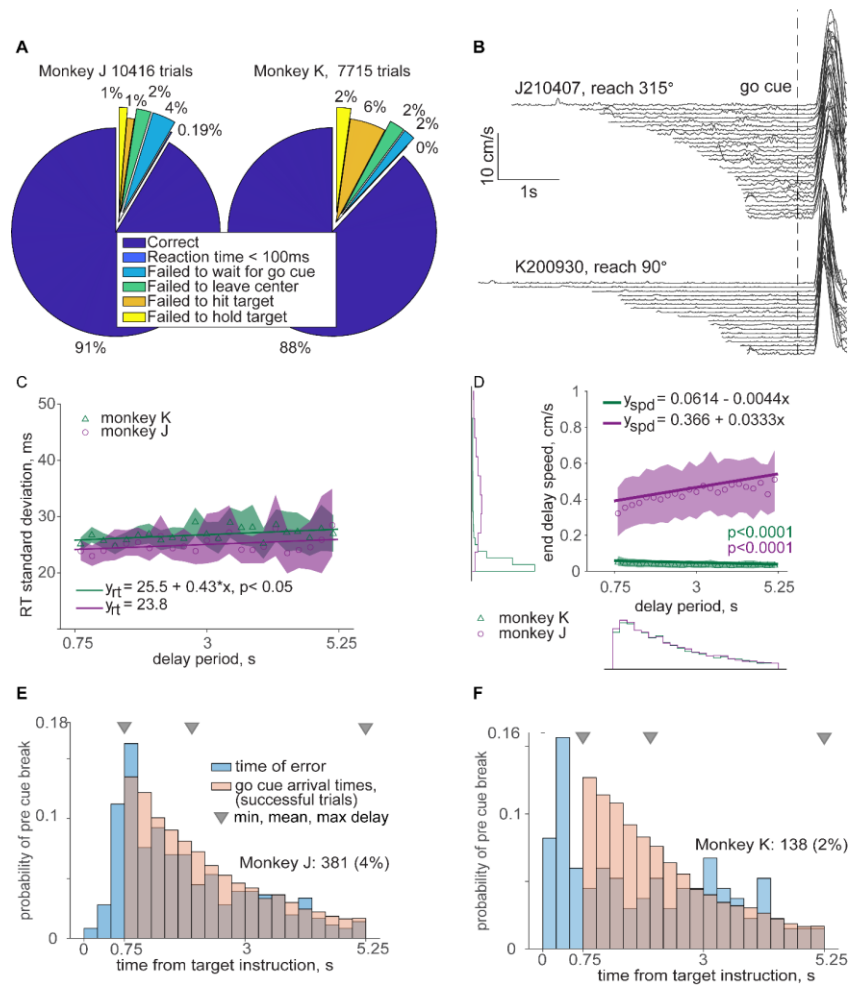 A
Monkey J 10416 trials
Monkey K, 7715 trials
1%
1%
2%
4%
0.19%
2%
6%
2%
2%
0%
Correct
Reaction time < 100ms
Failed to wait for go cue
Failed to leave center
Failed to hit target
Failed to hold target
91%
88%
B
J210407, reach 315°
go cue
10 cm/s
1s
K200930, reach 90°
C
RT standard deviation, ms
50
40
30
20
monkey K
monkey J
y_rt = 25.5 + 0.43*x, p< 0.05
y_rt = 23.8
0.75
3
5.25
delay period, s
D
end delay speed, cm/s
1
0.8
0.6
0.4
0.2
0
y_spd = 0.0614 - 0.0044x
y_spd = 0.366 + 0.0333x
p<0.0001
p<0.0001
0.75
3
5.25
delay period, s
monkey K
monkey J
E
probability of pre cue break
0.18
0.1
0
time of error
go cue arrival times,
(successful trials)
min, mean, max delay
Monkey J: 381 (4%)
0
0.75
3
5.25
time from target instruction, s
F
probability of pre cue break
0.16
0.1
0
Monkey K: 138 (2%)
0
0.75
3
5.25
time from target instruction, s